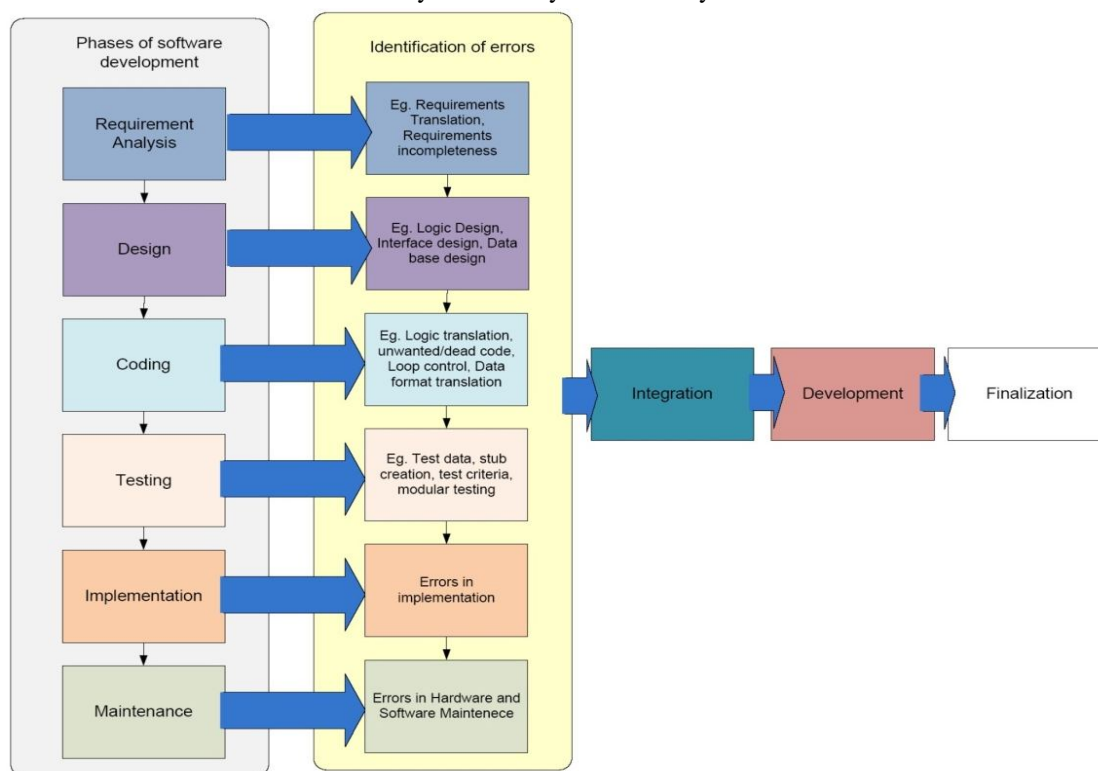 Phases of software
development
Identification of errors
Requirement
Analysis
Eg. Requirements
Translation,
Requirements
incompleteness
Design
Eg. Logic Design,
Interface design, Data
base design
Coding
Eg. Logic translation,
unwanted/dead code,
Loop control, Data
format translation
Integration
Development
Finalization
Testing
Eg. Test data, stub
creation, test criteria,
modular testing
Implementation
Errors in
implementation
Maintenance
Errors in Hardware and
Software Maintenece